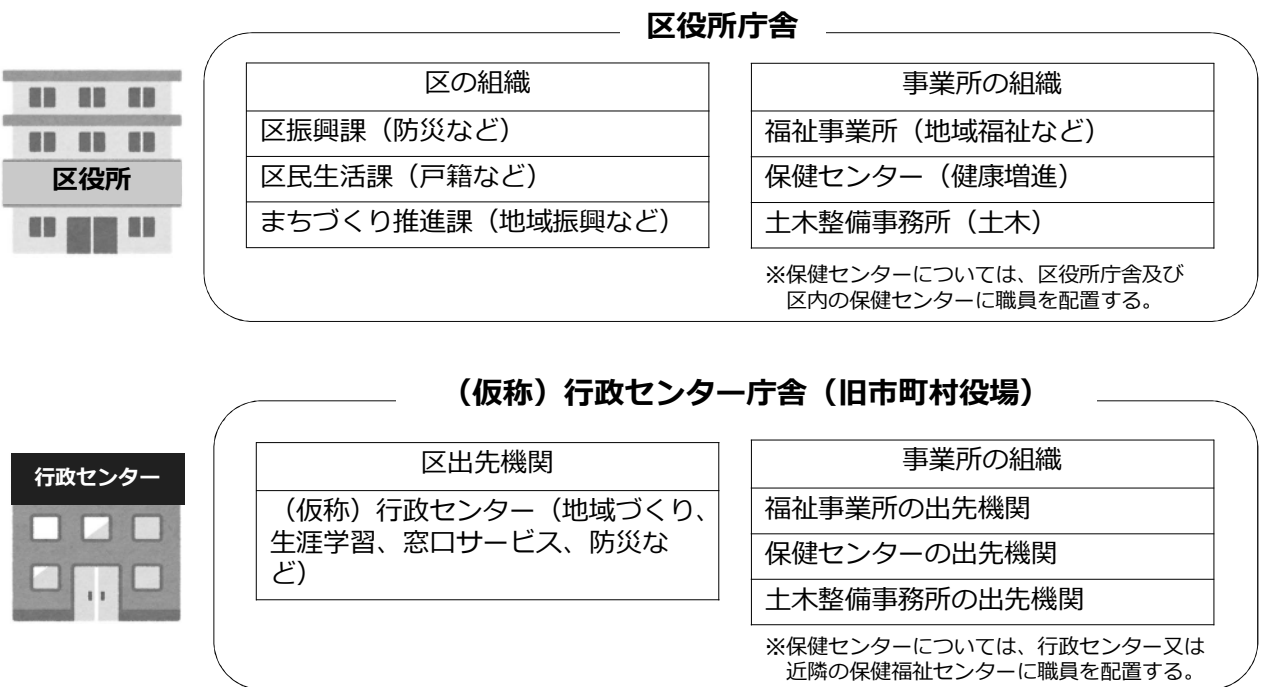 区役所庁舎
区役所
区の組織
区振興課（防災など）
区民生活課（戸籍など）
まちづくり推進課（地域振興など）
事業所の組織
福祉事業所（地域福祉など）
保健センター（健康増進）
土木整備事務所（土木）
※保健センターについては、区役所庁舎及び
区内の保健センターに職員を配置する。
（仮称）行政センター庁舎（旧市町村役場）
行政センター
区出先機関
（仮称）行政センター（地域づくり、
生涯学習、窓口サービス、防災な
ど）
事業所の組織
福祉事業所の出先機関
保健センターの出先機関
土木整備事務所の出先機関
※保健センターについては、行政センター又は
近隣の保健福祉センターに職員を配置する。